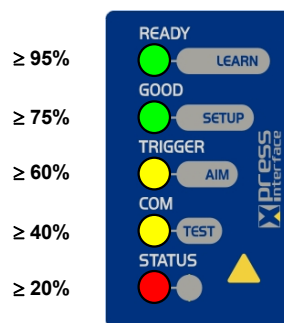 READY
≥ 95% LEARN
GOOD
≥ 75% SETUP
TRIGGER
≥ 60% AIM
COM
≥ 40% TEST
STATUS
≥ 20%
Xpress
interface